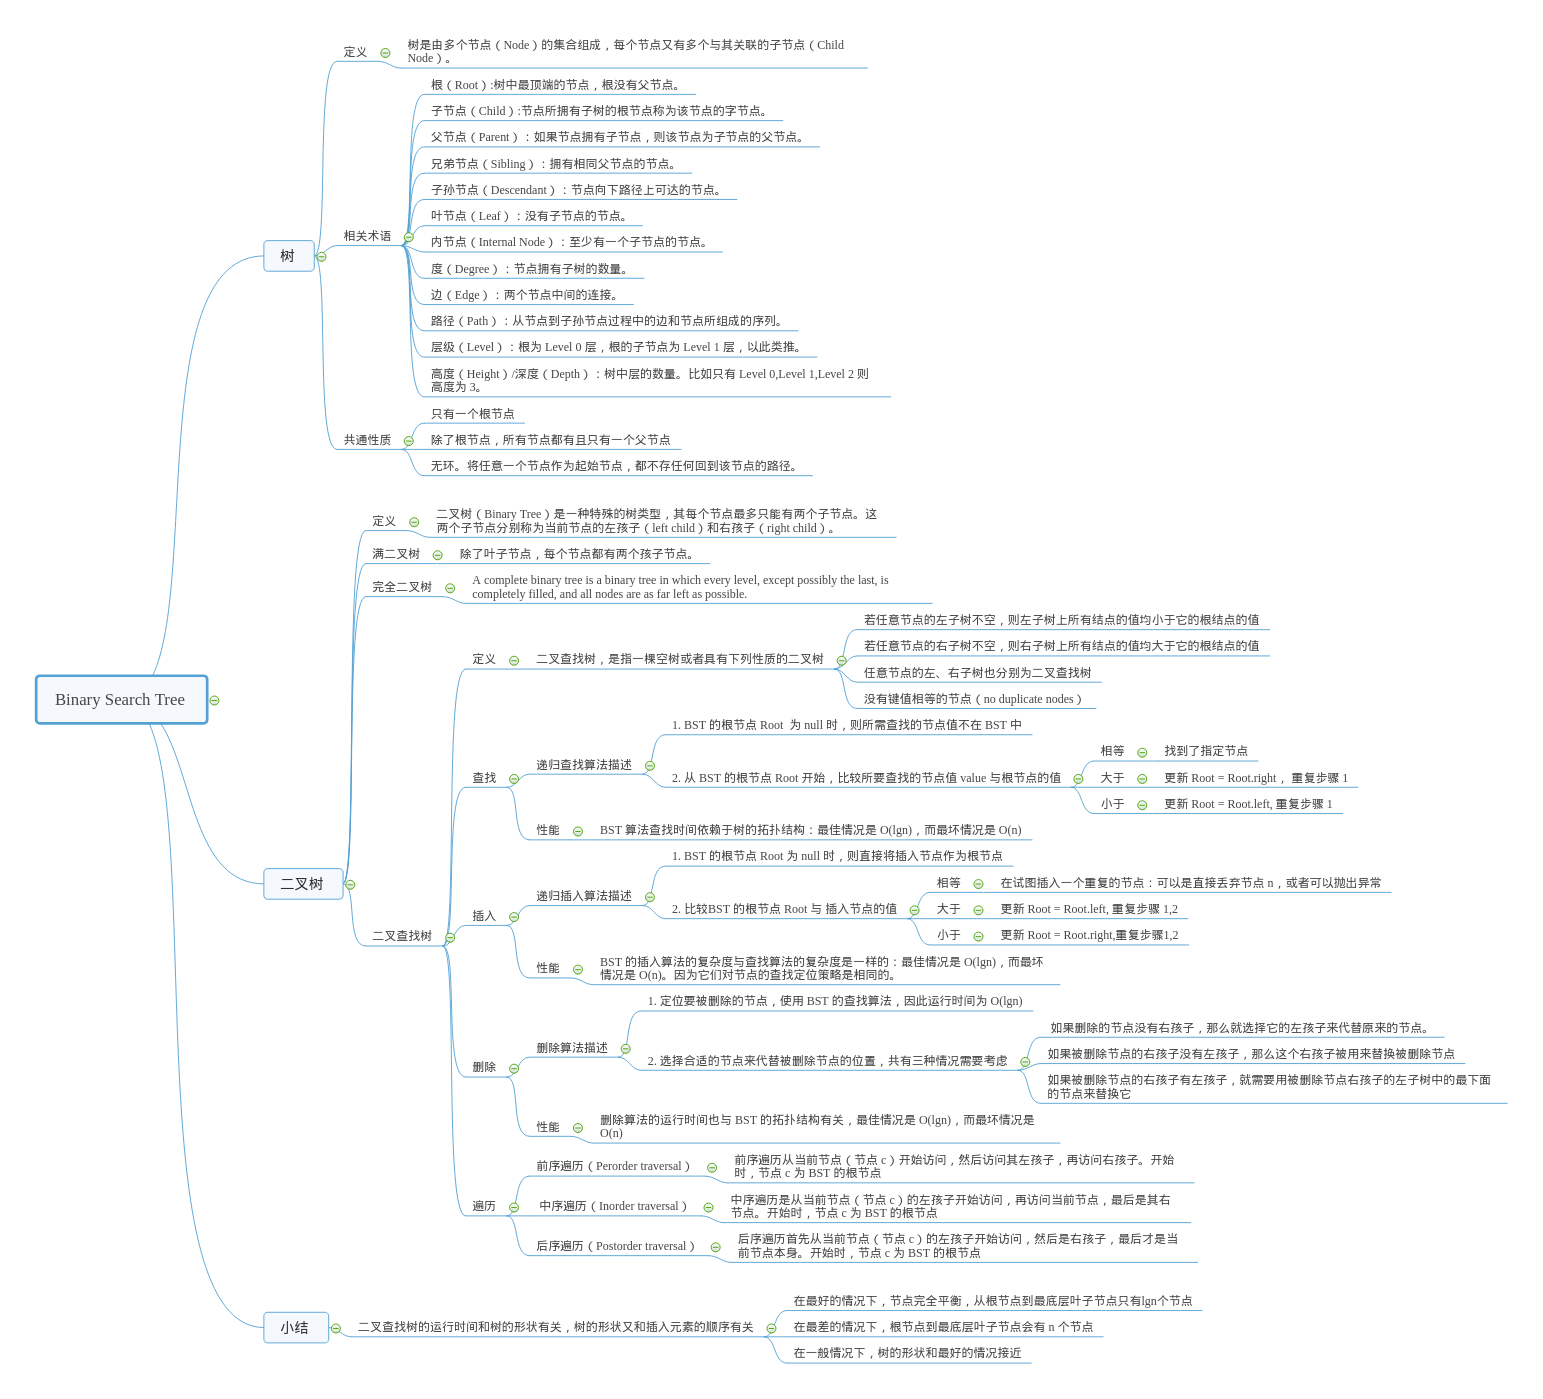 Binary Search Tree
树
定义
树是由多个节点（Node）的集合组成，每个节点又有多个与其关联的子节点（Child
Node）。
相关术语
根（Root）:树中最顶端的节点，根没有父节点。
子节点（Child）:节点所拥有子树的根节点称为该节点的字节点。
父节点（Parent）：如果节点拥有子节点，则该节点为子节点的父节点。
兄弟节点（Sibling）：拥有相同父节点的节点。
子孙节点（Descendant）：节点向下路径上可达的节点。
叶节点（Leaf）：没有子节点的节点。
内节点（Internal Node）：至少有一个子节点的节点。
度（Degree）：节点拥有子树的数量。
边（Edge）：两个节点中间的连接。
路径（Path）：从节点到子孙节点过程中的边和节点所组成的序列。
层级（Level）：根为 Level 0 层，根的子节点为 Level 1 层，以此类推。
高度（Height）/深度（Depth）：树中层的数量。比如只有 Level 0,Level 1,Level 2 则
高度为 3。
共通性质
只有一个根节点
除了根节点，所有节点都有且只有一个父节点
无环。将任意一个节点作为起始节点，都不存任何回到该节点的路径。
二叉树
定义
二叉树（Binary Tree）是一种特殊的树类型，其每个节点最多只能有两个子节点。这
两个子节点分别称为当前节点的左孩子（left child）和右孩子（right child）。
满二叉树
除了叶子节点，每个节点都有两个孩子节点。
完全二叉树
A complete binary tree is a binary tree in which every level, except possibly the last, is
completely filled, and all nodes are as far left as possible.
二叉查找树
定义
二叉查找树，是指一棵空树或者具有下列性质的二叉树
若任意节点的左子树不空，则左子树上所有结点的值均小于它的根结点的值
若任意节点的右子树不空，则右子树上所有结点的值均大于它的根结点的值
任意节点的左、右子树也分别为二叉查找树
没有键值相等的节点（no duplicate nodes）
查找
递归查找算法描述
1. BST 的根节点 Root  为 null 时，则所需查找的节点值不在 BST 中
2. 从 BST 的根节点 Root 开始，比较所要查找的节点值 value 与根节点的值
相等
找到了指定节点
大于
更新 Root = Root.right， 重复步骤 1
小于
更新 Root = Root.left, 重复步骤 1
性能
BST 算法查找时间依赖于树的拓扑结构：最佳情况是 O(lgn)，而最坏情况是 O(n)
插入
递归插入算法描述
1. BST 的根节点 Root 为 null 时，则直接将插入节点作为根节点
2. 比较BST 的根节点 Root 与 插入节点的值
相等
在试图插入一个重复的节点：可以是直接丢弃节点 n，或者可以抛出异常
大于
更新 Root = Root.left, 重复步骤 1,2
小于
更新 Root = Root.right,重复步骤1,2
性能
BST 的插入算法的复杂度与查找算法的复杂度是一样的：最佳情况是 O(lgn)，而最坏
情况是 O(n)。因为它们对节点的查找定位策略是相同的。
删除
删除算法描述
1. 定位要被删除的节点，使用 BST 的查找算法，因此运行时间为 O(lgn)
2. 选择合适的节点来代替被删除节点的位置，共有三种情况需要考虑
如果删除的节点没有右孩子，那么就选择它的左孩子来代替原来的节点。
如果被删除节点的右孩子没有左孩子，那么这个右孩子被用来替换被删除节点
如果被删除节点的右孩子有左孩子，就需要用被删除节点右孩子的左子树中的最下面
的节点来替换它
性能
删除算法的运行时间也与 BST 的拓扑结构有关，最佳情况是 O(lgn)，而最坏情况是
O(n)
遍历
前序遍历（Perorder traversal）
前序遍历从当前节点（节点 c）开始访问，然后访问其左孩子，再访问右孩子。开始
时，节点 c 为 BST 的根节点
中序遍历（Inorder traversal）
中序遍历是从当前节点（节点 c）的左孩子开始访问，再访问当前节点，最后是其右
节点。开始时，节点 c 为 BST 的根节点
后序遍历（Postorder traversal）
后序遍历首先从当前节点（节点 c）的左孩子开始访问，然后是右孩子，最后才是当
前节点本身。开始时，节点 c 为 BST 的根节点
小结
二叉查找树的运行时间和树的形状有关，树的形状又和插入元素的顺序有关
在最好的情况下，节点完全平衡，从根节点到最底层叶子节点只有lgn个节点
在最差的情况下，根节点到最底层叶子节点会有 n 个节点
在一般情况下，树的形状和最好的情况接近